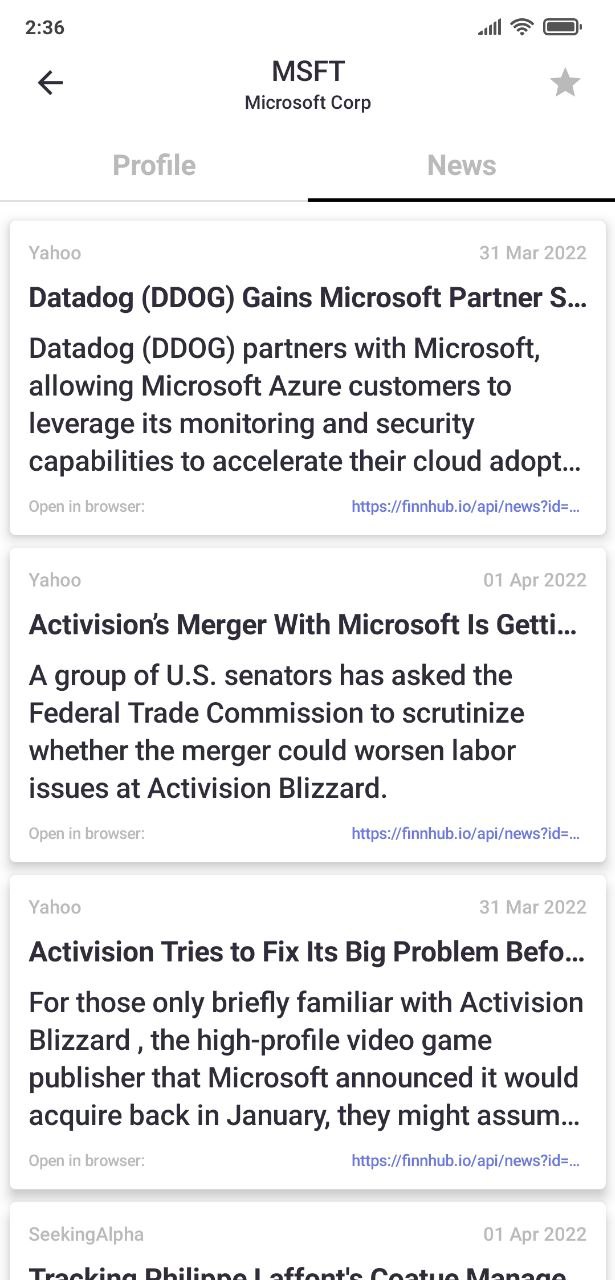 2:36
MSFT
Microsoft Corp
Profile News
Yahoo 31 Mar 2022
Datadog (DDOG) Gains Microsoft Partner S...
Datadog (DDOG) partners with Microsoft,
allowing Microsoft Azure customers to
leverage its monitoring and security
capabilities to accelerate their cloud adopt...
Open in browser: https://finnhub.io/api/news?id=...
Yahoo 01 Apr 2022
Activision’s Merger With Microsoft Is Getti...
A group of U.S. senators has asked the
Federal Trade Commission to scrutinize
whether the merger could worsen labor
issues at Activision Blizzard.
Open in browser: https://finnhub.io/api/news?id=...
Yahoo 31 Mar 2022
Activision Tries to Fix Its Big Problem Befo...
For those only briefly familiar with Activision
Blizzard , the high-profile video game
publisher that Microsoft announced it would
acquire back in January, they might assum...
Open in browser: https://finnhub.io/api/news?id=...
SeekingAlpha 01 Apr 2022
Tracking Philippe Laffont's Coatue Manage...